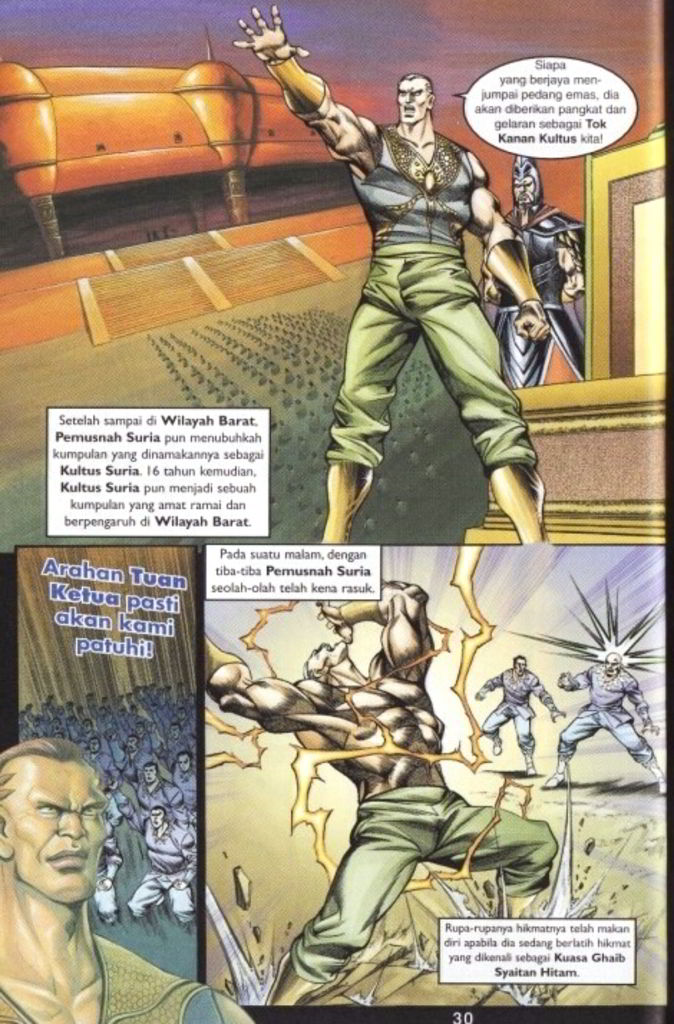 Siapa
yang berjaya men-
jumpai pedang emas, dia
akan diberikan pangkat dan
gelaran sebagai Tok
Kanan Kultus kita!
Setelah sampai di Wilayah Barat,
Pemusnah Suria pun menubuhkah
kumpulan yang dinamakannya sebagai
Kultus Suria. 16 tahun kemudian,
Kultus Suria pun menjadi sebuah
kumpulan yang amat ramai dan
berpengaruh di Wilayah Barat.
Arahan Tuan
Ketua pasti
akan kami
patuhi!
Pada suatu malam, dengan
tiba-tiba Pemusnah Suria
seolah-olah telah kena rasuk.
Rupa-rupanya hikmatnya telah makan
diri apabila dia sedang berlatih hikmat
yang dikenali sebagai Kuasa Ghaib
Syaitan Hitam.
30